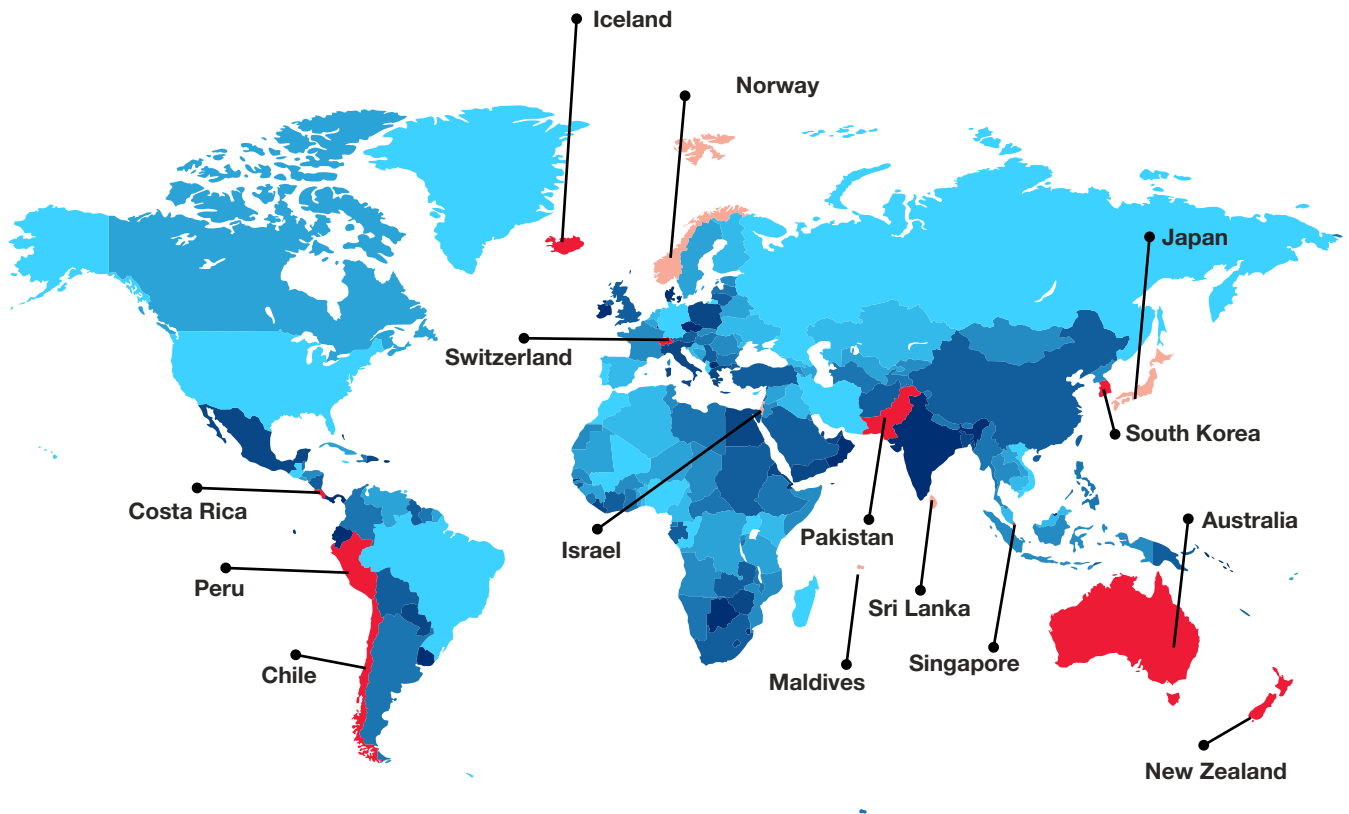 Iceland
Norway
Japan
Switzerland
South Korea
Costa Rica
Australia
Pakistan
Israel
Peru
Sri Lanka
Singapore
Chile
Maldives
New Zealand